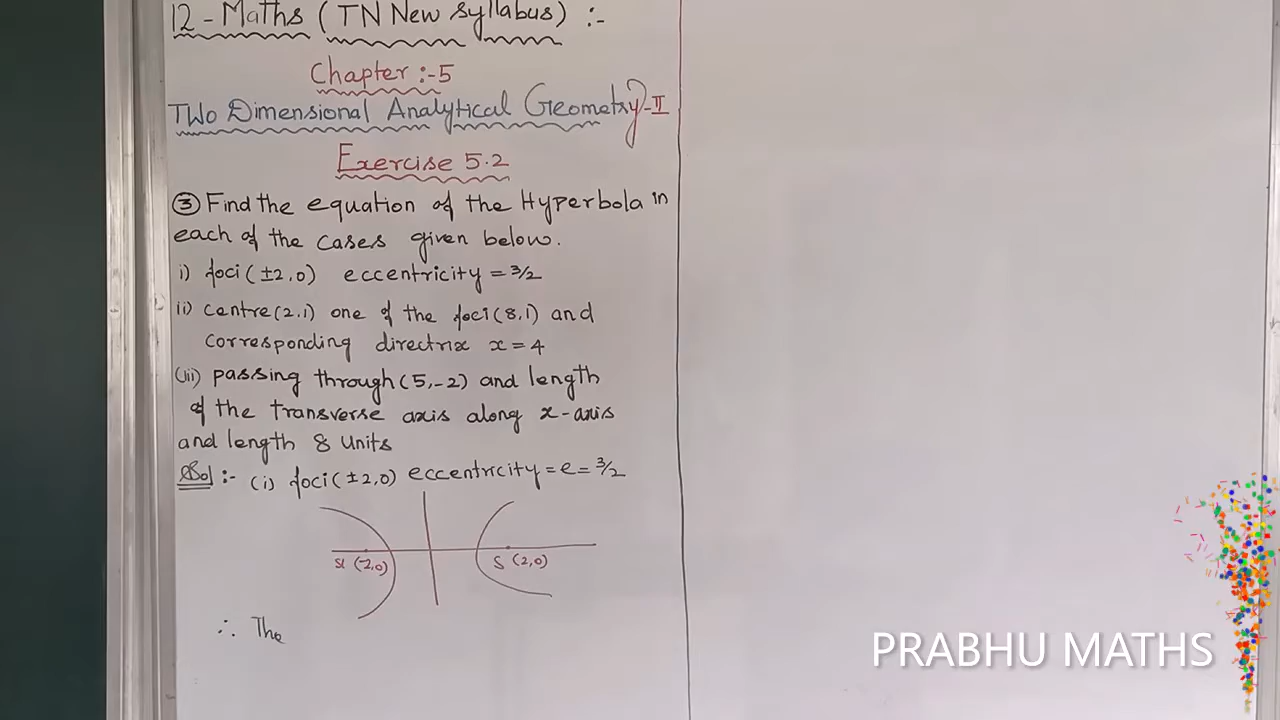 12 - Maths (TN New Syllabus) :-
Chapter :- 5
Two Dimensional Analytical Geometry - II
Exercise 5.2
③ Find the equation of the Hyperbola in
each of the cases given below.
i) foci (±2,0) eccentricity = 3/2
ii) centre (2,1) one of the foci (8,1) and
corresponding directrix x = 4
(iii) passing through (5,-2) and length
of the transverse axis along x-axis
and length 8 units
Sol :- (i) foci (±2,0) eccentricity = e = 3/2
S' (-2,0) S (2,0)
∴ The
PRABHU MATHS